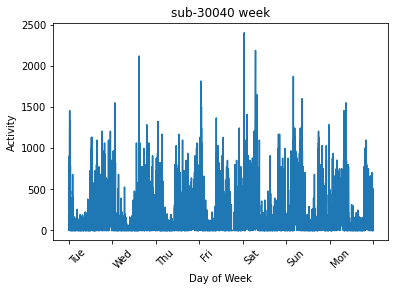 sub-30040 week
2500
2000
1500
1000
500
0
Activity
Tue
Wed
Thu
Fri
Sat
Sun
Mon
Day of Week